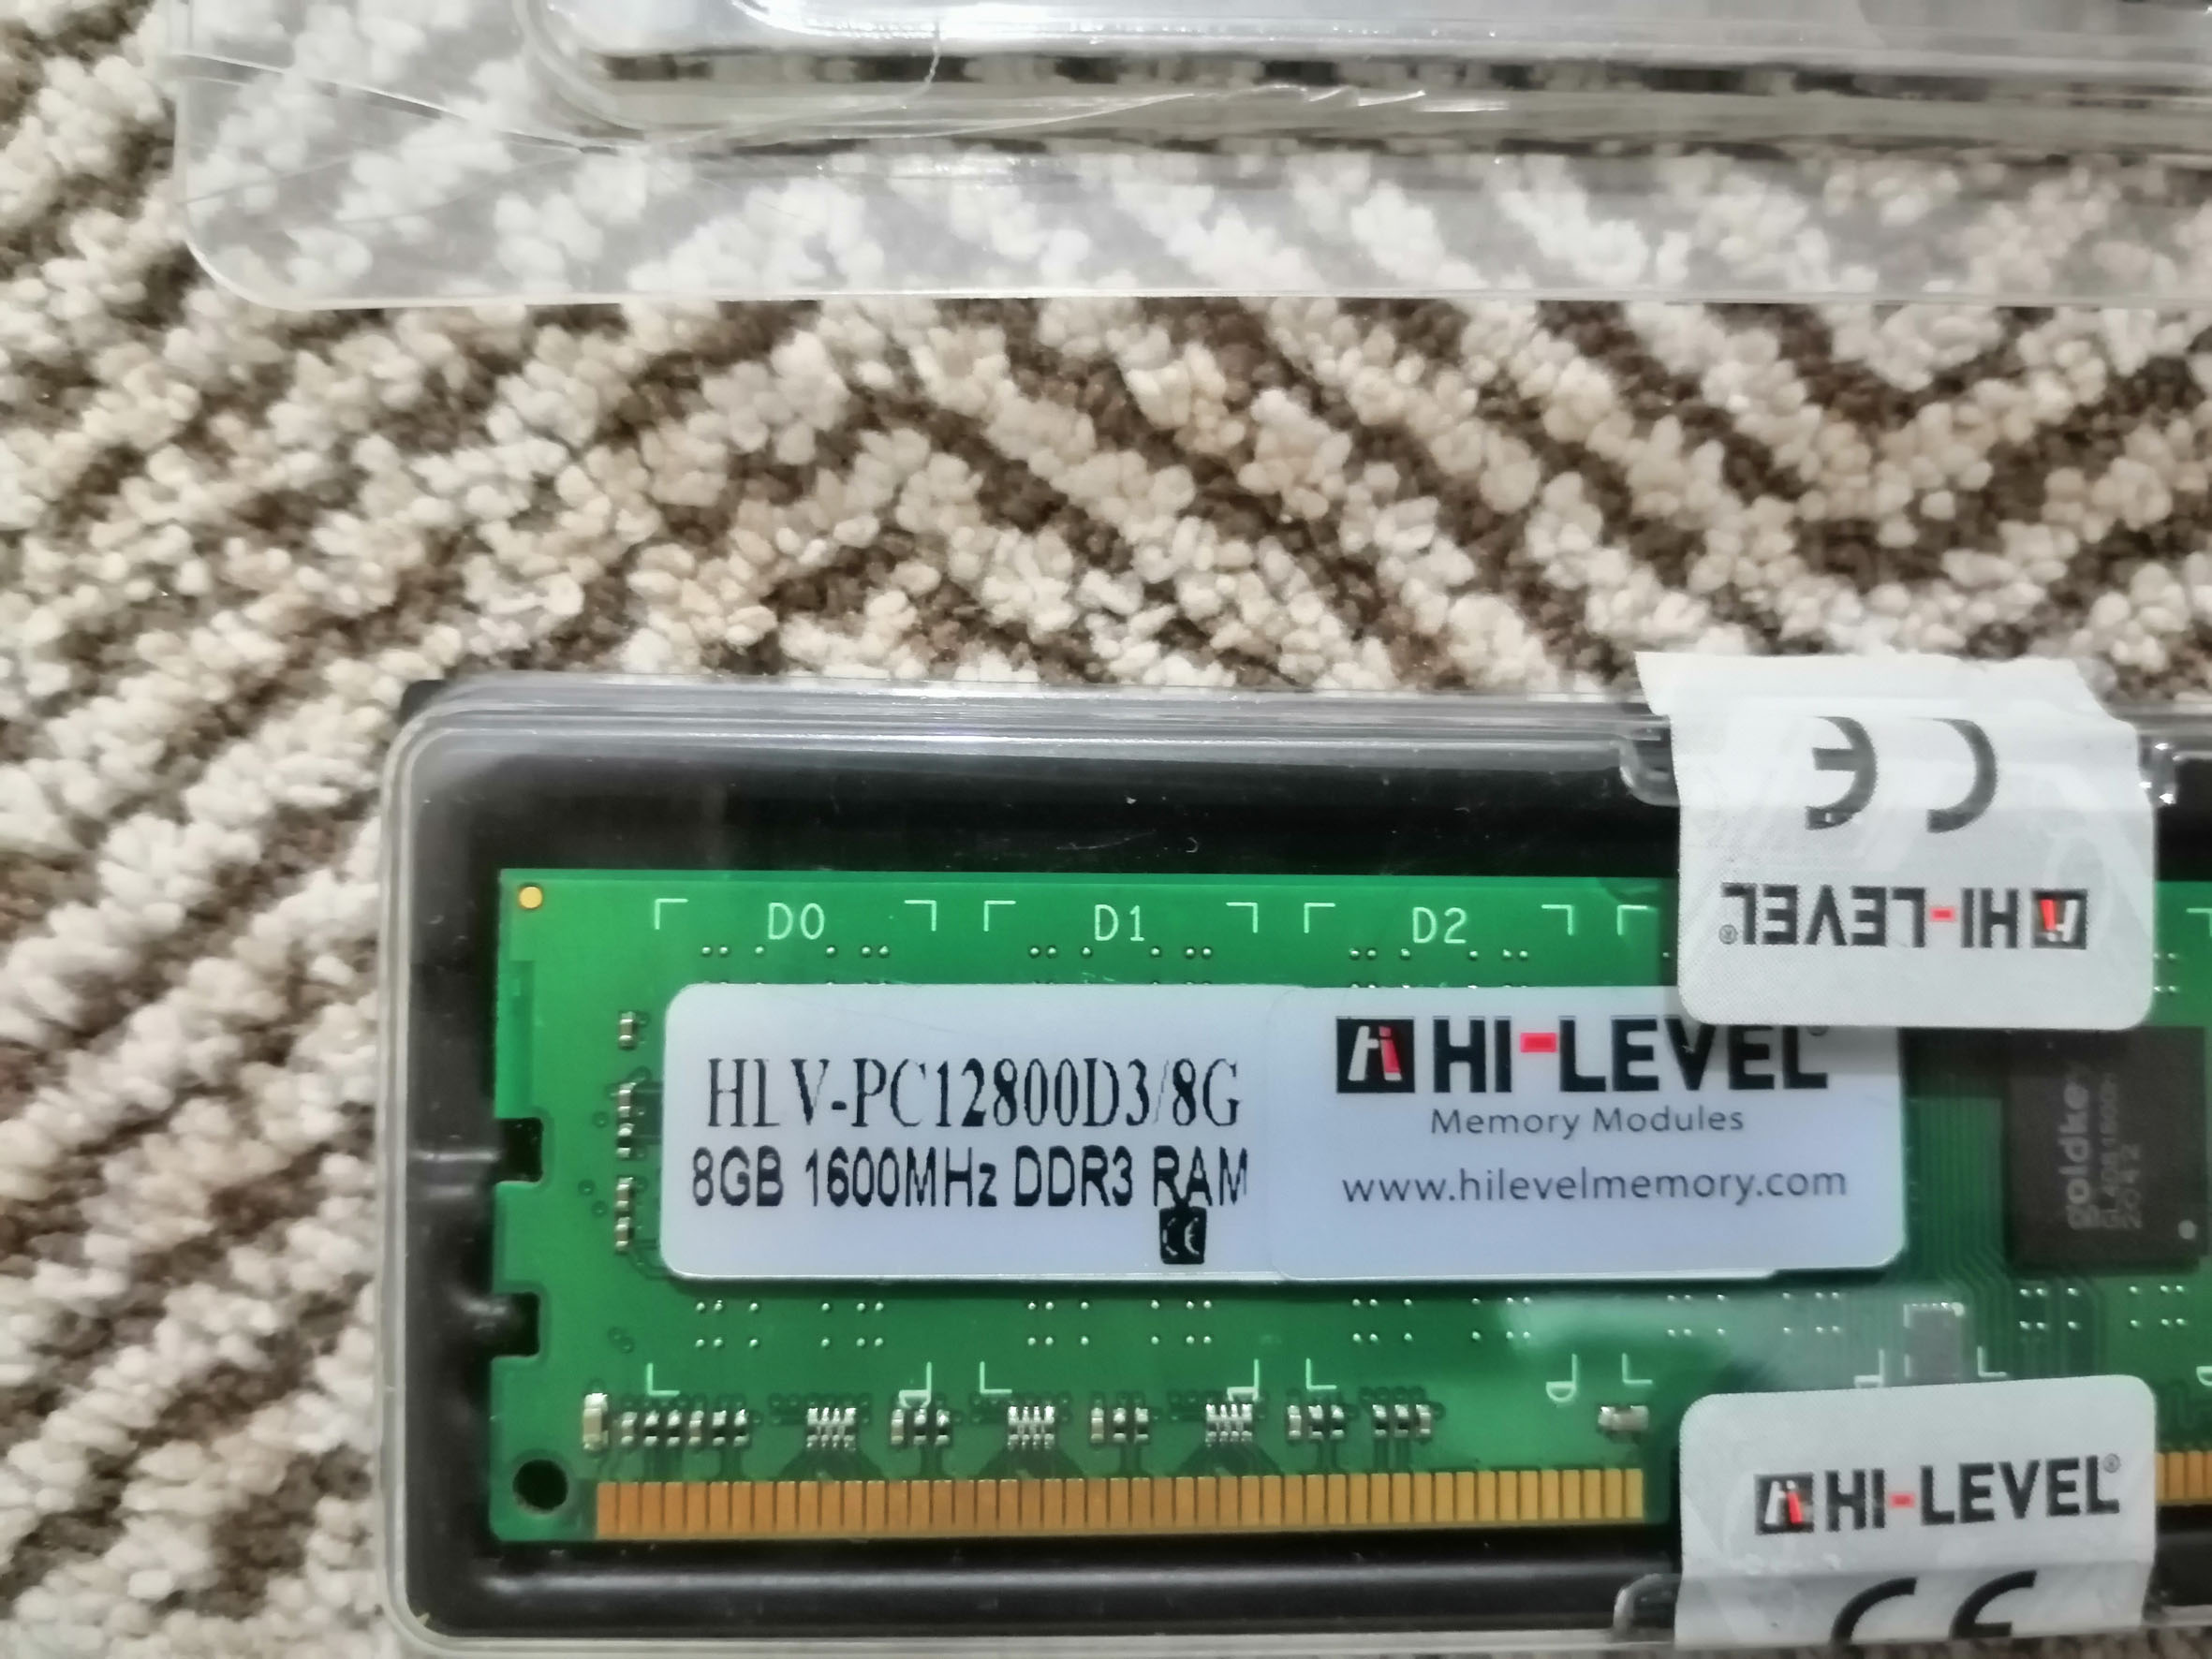 CE
HI-LEVEL®
D0 D1 D2
HLV-PC12800D3/8G
8GB 1600MHz DDR3 RAM
CE
HI-LEVEL®
Memory Modules
www.hilevelmemory.com
HI-LEVEL®
CE